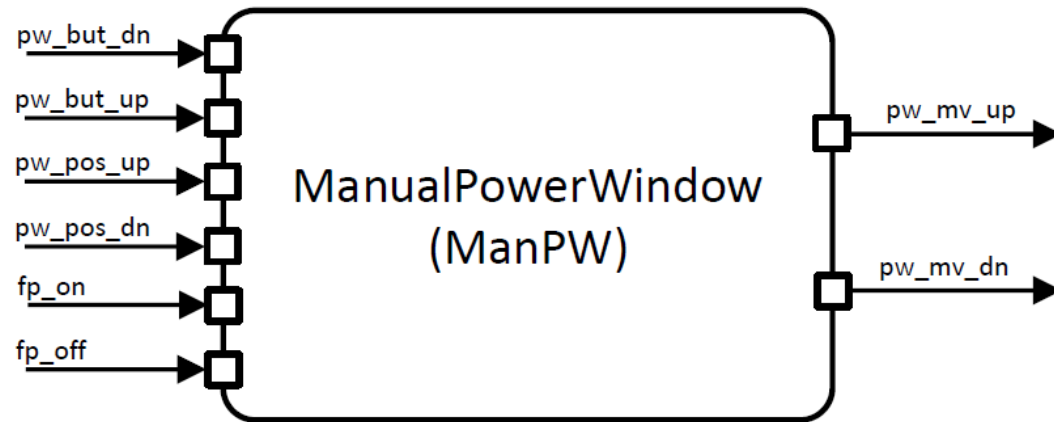 pw_but_dn
pw_but_up
pw_pos_up
pw_pos_dn
fp_on
fp_off
ManualPowerWindow
(ManPW)
pw_mv_up
pw_mv_dn